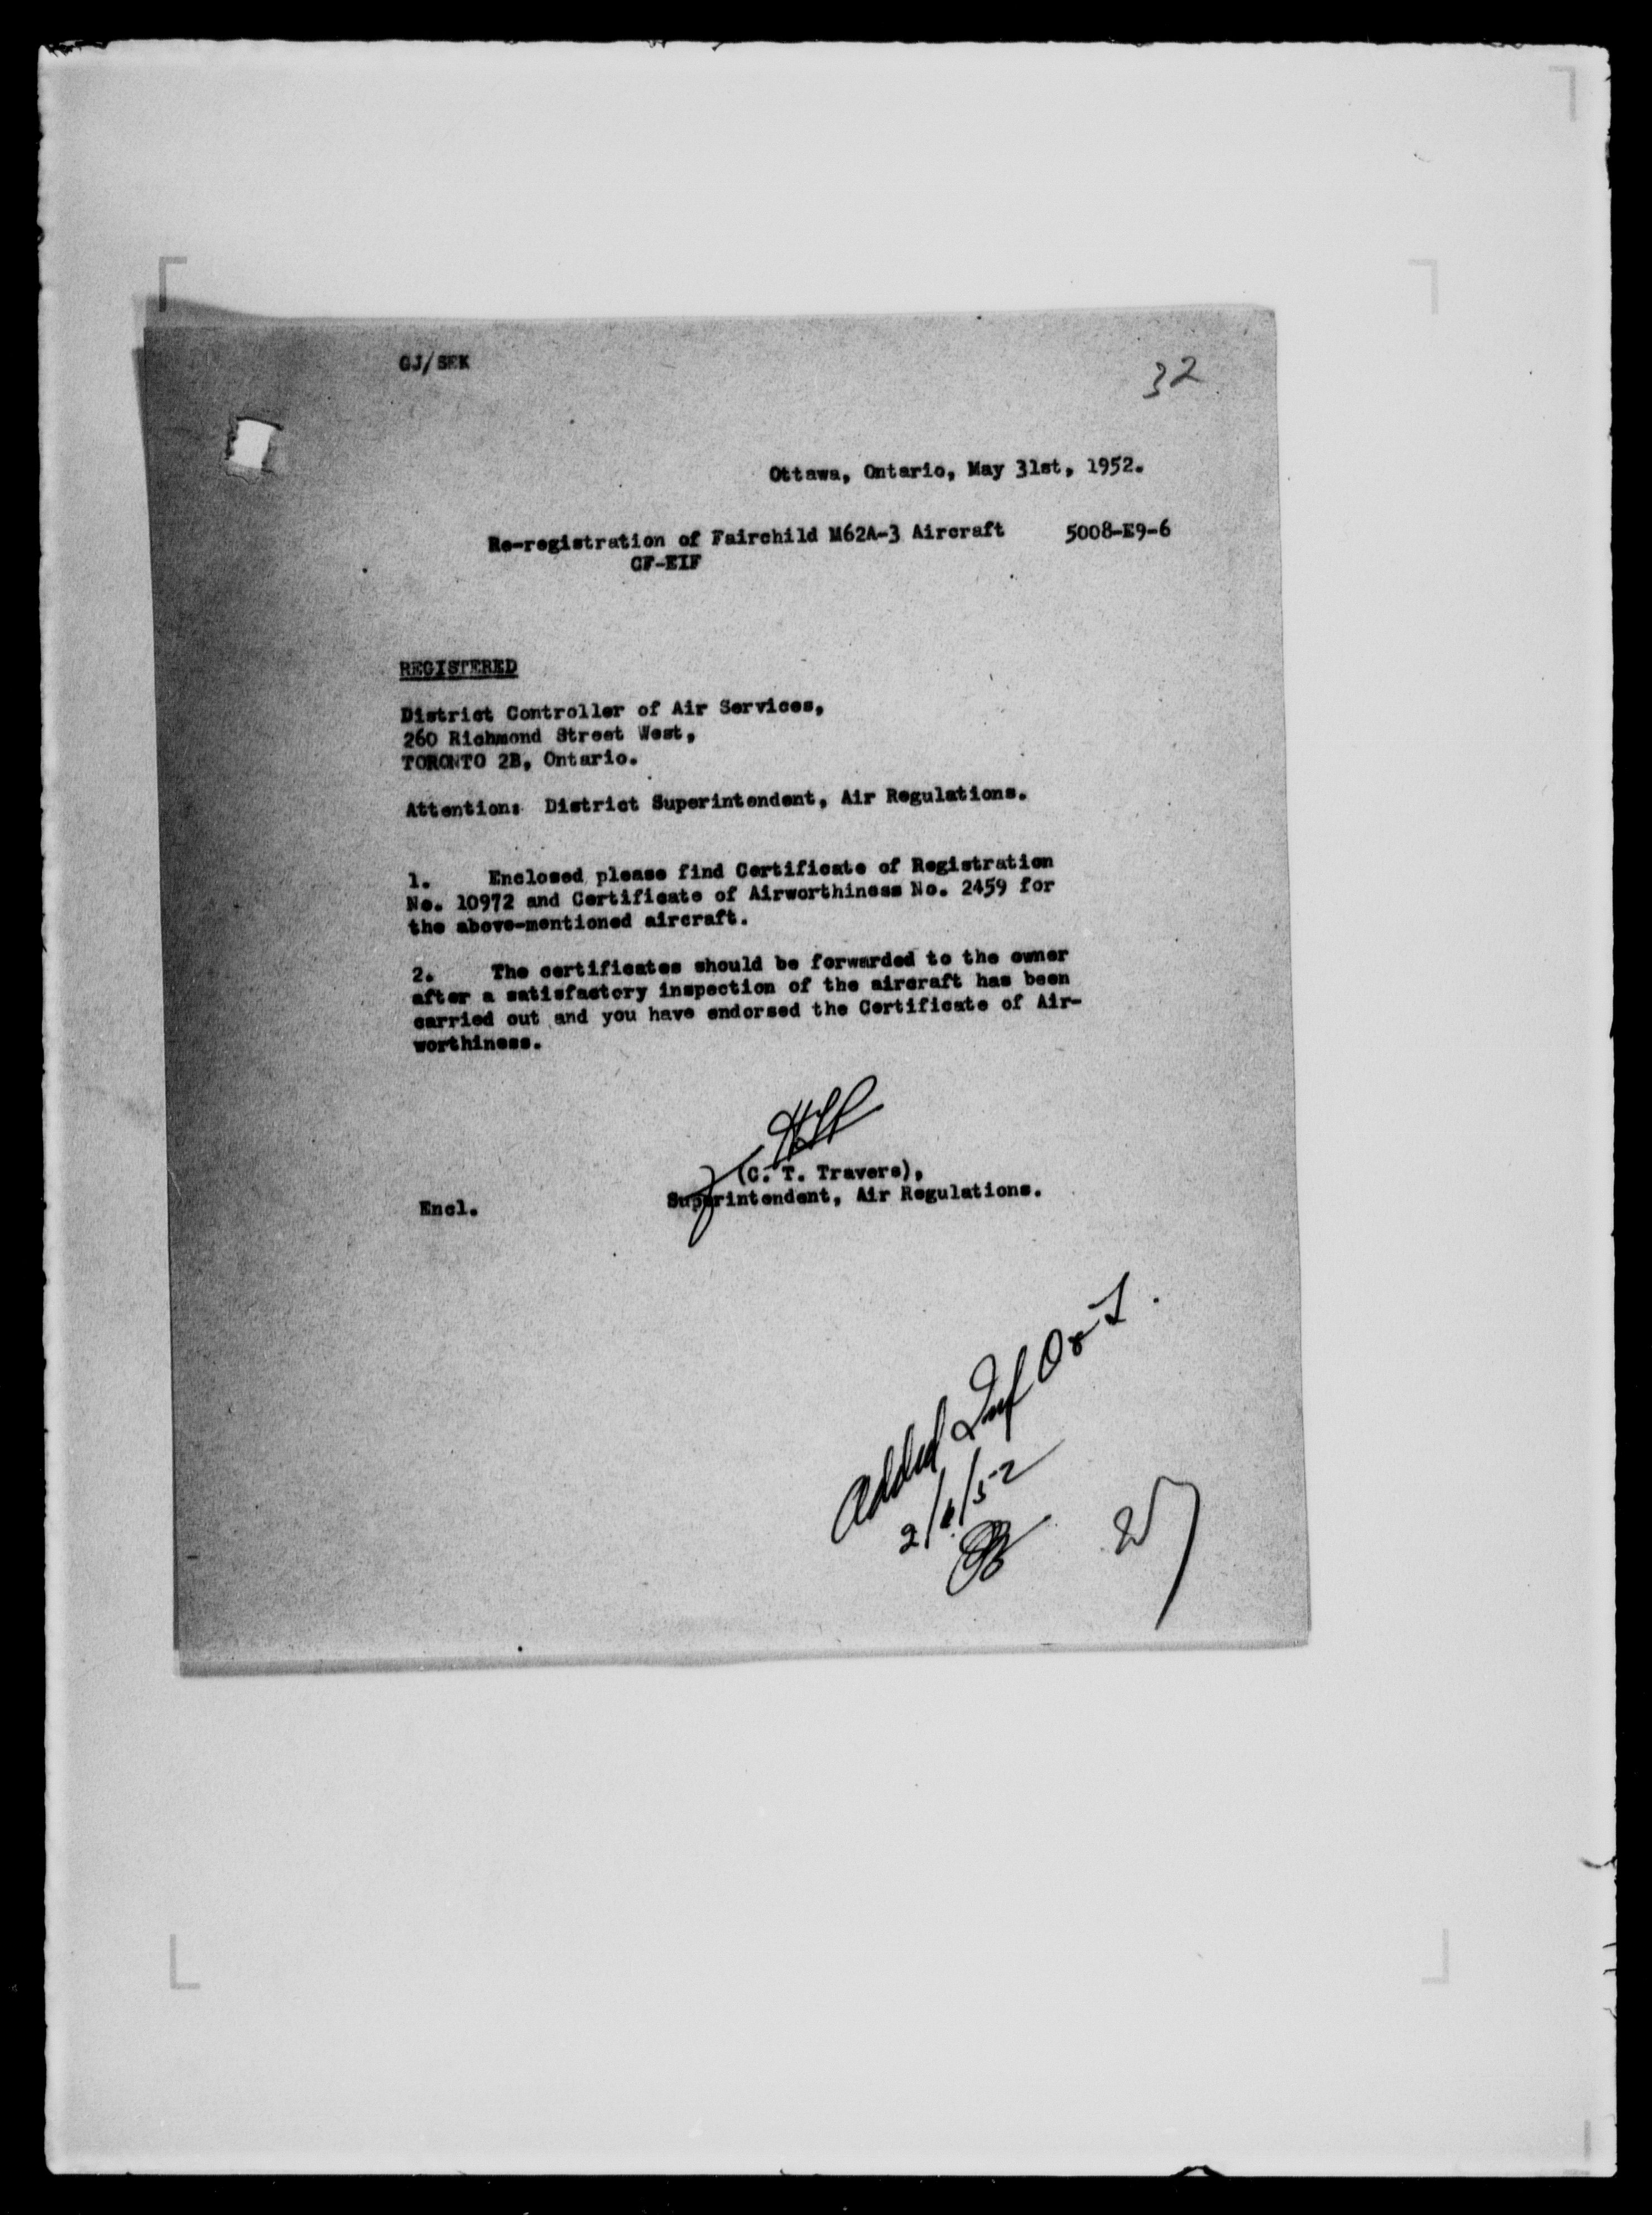 GJ/SEK
32
Ottawa, Ontario, May 31st, 1952.
Re-registration of Fairchild M62A-3 Aircraft 5008-E9-6
CF-EIF
REGISTERED
District Controller of Air Services,
260 Richmond Street West,
TORONTO 2B, Ontario.
Attention: District Superintendent, Air Regulations.
1. Enclosed please find Certificate of Registration
No. 10972 and Certificate of Airworthiness No. 2459 for
the above-mentioned aircraft.
2. The certificates should be forwarded to the owner
after a satisfactory inspection of the aircraft has been
carried out and you have endorsed the Certificate of Air-
worthiness.
(C. T. Travers),
Superintendent, Air Regulations.
Encl.
Added
2/6/52